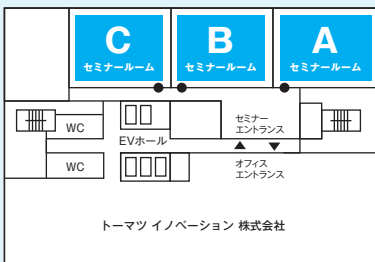 C
セミナールーム
B
セミナールーム
A
セミナールーム
WC
EVホール
セミナー
エントランス
WC
オフィス
エントランス
トーマツ イノベーション 株式会社